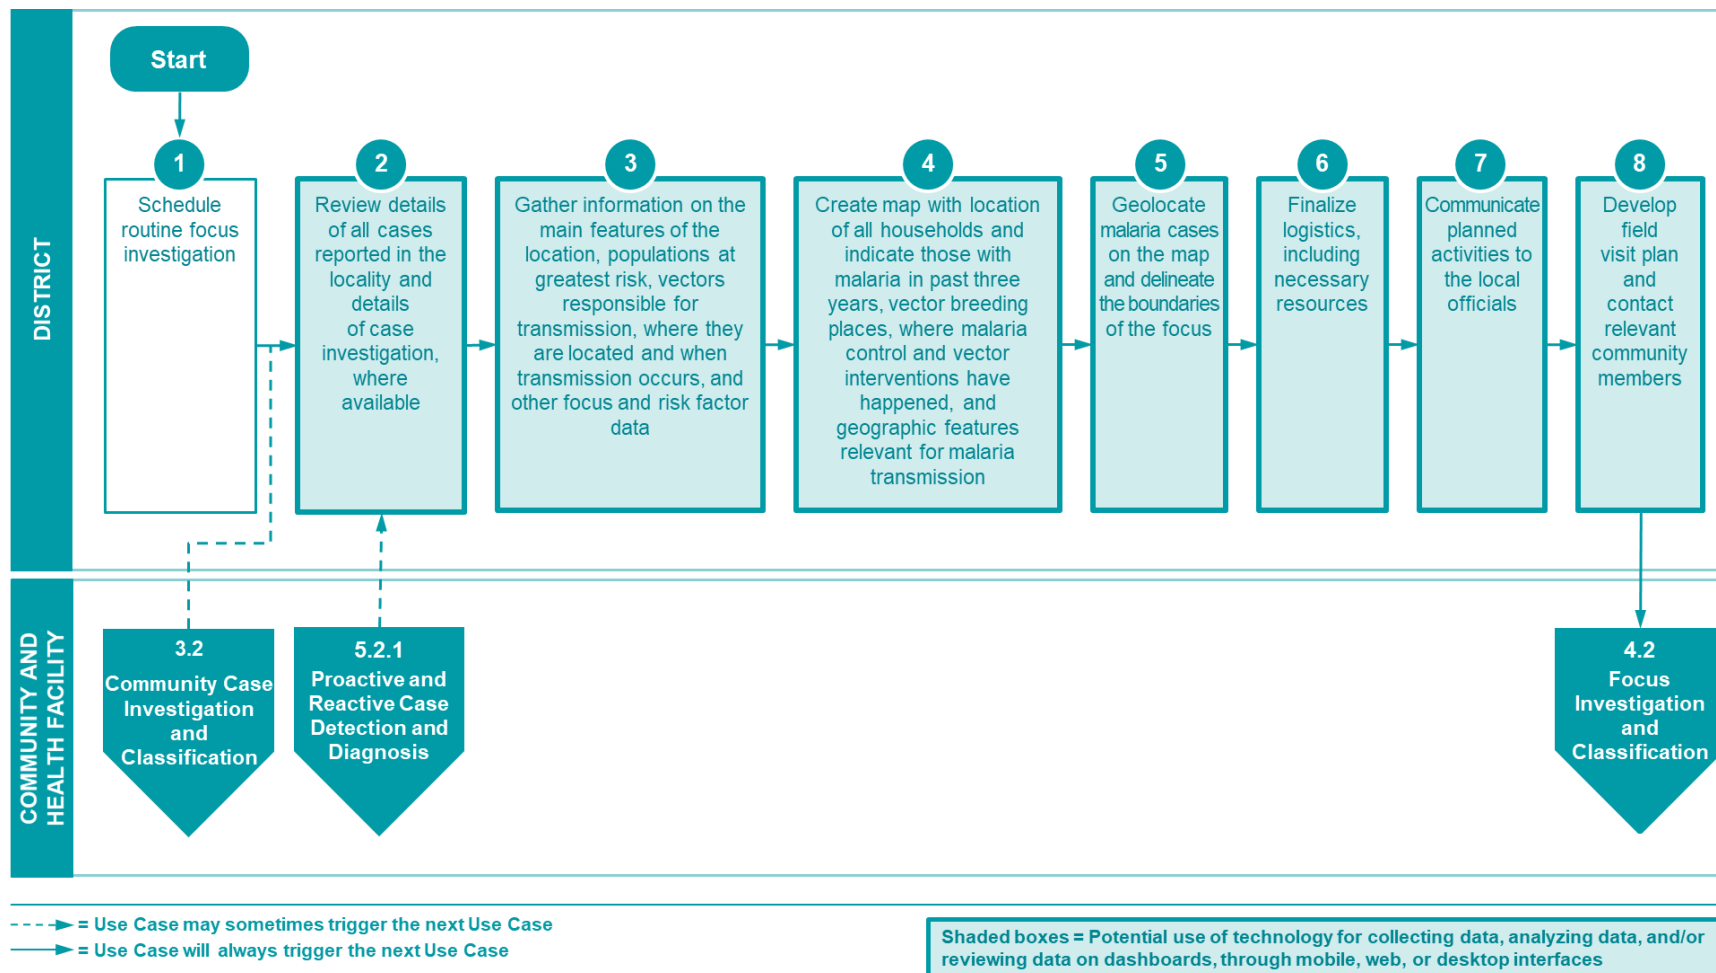 DISTRICT
Start
1
Schedule
routine focus
investigation
2
Review details
of all cases
reported in the
locality and
details
of case
investigation,
where
available
3
Gather information on the
main features of the
location, populations at
greatest risk, vectors
responsible for
transmission, where they
are located and when
transmission occurs, and
other focus and risk factor
data
4
Create map with location
of all households and
indicate those with
malaria in past three
years, vector breeding
places, where malaria
control and vector
interventions have
happened, and
geographic features
relevant for malaria
transmission
5
Geolocate
malaria cases
on the map
and delineate
the boundaries
of the focus
6
Finalize
logistics,
including
necessary
resources
7
Communicate
planned
activities to
the local
officials
8
Develop
field
visit plan
and
contact
relevant
community
members
COMMUNITY AND
HEALTH FACILITY
3.2
Community Case
Investigation
and
Classification
5.2.1
Proactive and
Reactive Case
Detection and
Diagnosis
4.2
Focus
Investigation
and
Classification
= Use Case may sometimes trigger the next Use Case
= Use Case will always trigger the next Use Case
Shaded boxes = Potential use of technology for collecting data, analyzing data, and/or
reviewing data on dashboards, through mobile, web, or desktop interfaces